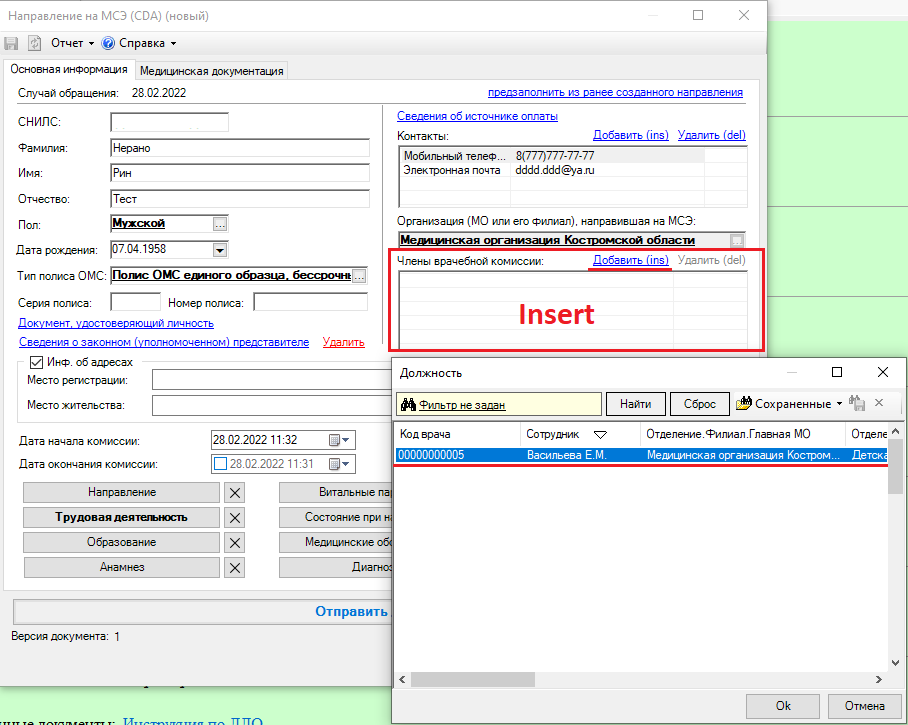 Направление на МСЭ (CDA) (новый)
Отчет Справка
Основная информация Медицинская документация
Случай обращения: 28.02.2022 предзаполнить из ранее созданного направления
СНИЛС:
Фамилия: Нерано
Имя: Рин
Отчество: Тест
Пол: Мужской ...
Дата рождения: 07.04.1958
Тип полиса ОМС: Полис ОМС единого образца, бессрочн ...
Серия полиса: Номер полиса:
Документ, удостоверяющий личность
Сведения о законном (уполномоченном) представителе Удалить
Инф. об адресах
Место регистрации:
Место жительства:
Дата начала комиссии: 28.02.2022 11:32
Дата окончания комиссии: 28.02.2022 11:31
Направление
Трудовая деятельность
Образование
Анамнез
Витальные па
Состояние при н
Медицинские об
Диагно
Отправить
Версия документа: 1
Сведения об источнике оплаты
Контакты: Добавить (ins) Удалить (del)
Мобильный телеф... 8(777)777-77-77
Электронная почта dddd.ddd@ya.ru
Организация (МО или его филиал), направившая на МСЭ:
Медицинская организация Костромской области
Члены врачебной комиссии: Добавить (ins) Удалить (del)
Insert
Должность
Фильтр не задан Найти Сброс Сохраненные
Код врача Сотрудник Отделение.Филиал.Главная МО Отделе
00000000005 Васильева Е.М. Медицинская организация Костром... Детска
Ok Отмена
нные документы: Инструкция по ДЛО